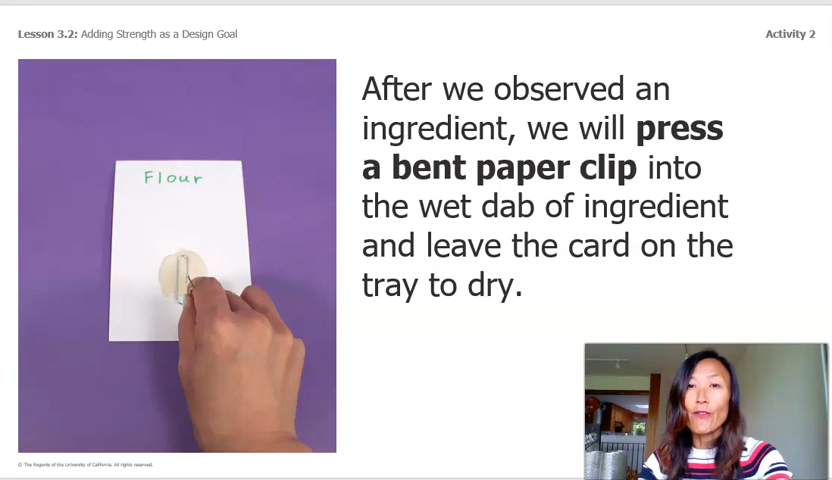 Lesson 3.2: Adding Strength as a Design Goal
Activity 2
Flour
After we observed an
ingredient, we will press
a bent paper clip into
the wet dab of ingredient
and leave the card on the
tray to dry.
© The Regents of the University of California. All rights reserved.